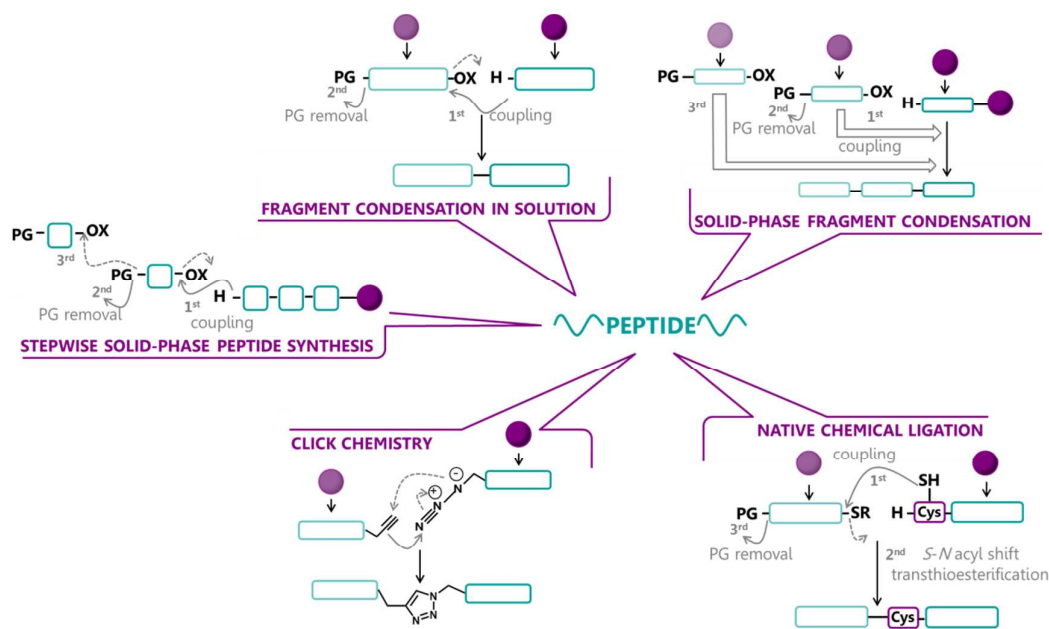 PG
OX
H
2nd
PG removal
1st
coupling
FRAGMENT CONDENSATION IN SOLUTION
PG
OX
3rd
PG
OX
2nd
PG removal
1st
coupling
H
SOLID-PHASE FRAGMENT CONDENSATION
PG
OX
3rd
PG
OX
2nd
PG removal
1st
coupling
H
STEPWISE SOLID-PHASE PEPTIDE SYNTHESIS
PEPTIDE
CLICK CHEMISTRY
N
N
N
N
N
N
NATIVE CHEMICAL LIGATION
coupling
1st
SH
PG
SR
H
Cys
3rd
PG removal
2nd
S-N acyl shift
transthioesterification
Cys